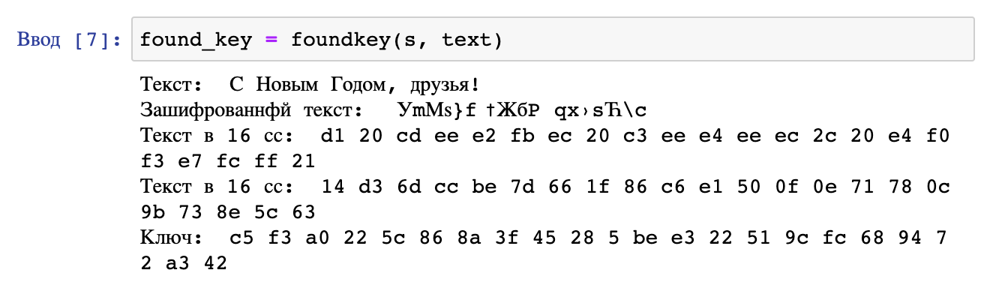 Ввод [7]: found_key = foundkey(s, text)
Текст: С Новым Годом, друзья!
Зашифрованнфй текст: УmMs}f †ЖбP qx›sЋ\c
Текст в 16 сс: d1 20 cd ee e2 fb ec 20 c3 ee e4 ee ec 2c 20 e4 f0
f3 e7 fc ff 21
Текст в 16 сс: 14 d3 6d cc be 7d 66 1f 86 c6 e1 50 0f 0e 71 78 0c
9b 73 8e 5c 63
Ключ: c5 f3 a0 22 5c 86 8a 3f 45 28 5 be e3 22 51 9c fc 68 94 7
2 a3 42